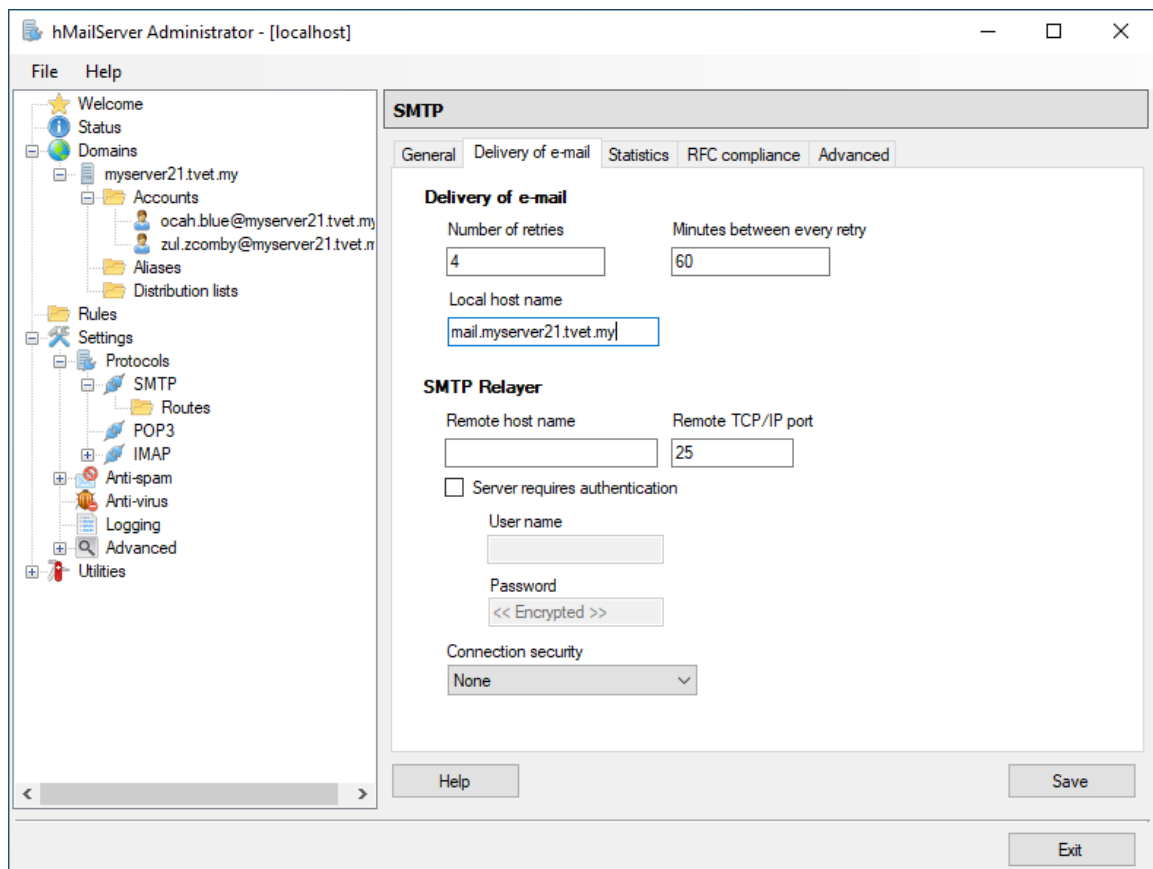 hMailServer Administrator - [localhost]
File Help
Welcome
Status
Domains
myserver21.tvet.my
Accounts
ocah.blue@myserver21.tvet.my
zul.zcomby@myserver21.tvet.m
Aliases
Distribution lists
Rules
Settings
Protocols
SMTP
Routes
POP3
IMAP
Anti-spam
Anti-virus
Logging
Advanced
Utilities
SMTP
General Delivery of e-mail Statistics RFC compliance Advanced
Delivery of e-mail
Number of retries Minutes between every retry
4 60
Local host name
mail.myserver21.tvet.my
SMTP Relayer
Remote host name Remote TCP/IP port
25
Server requires authentication
User name
Password
<< Encrypted >>
Connection security
None
Help Save
Exit